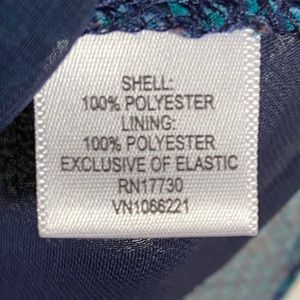 SHELL:
100% POLYESTER
LINING:
100% POLYESTER
EXCLUSIVE OF ELASTIC
RN17730
VN1066221